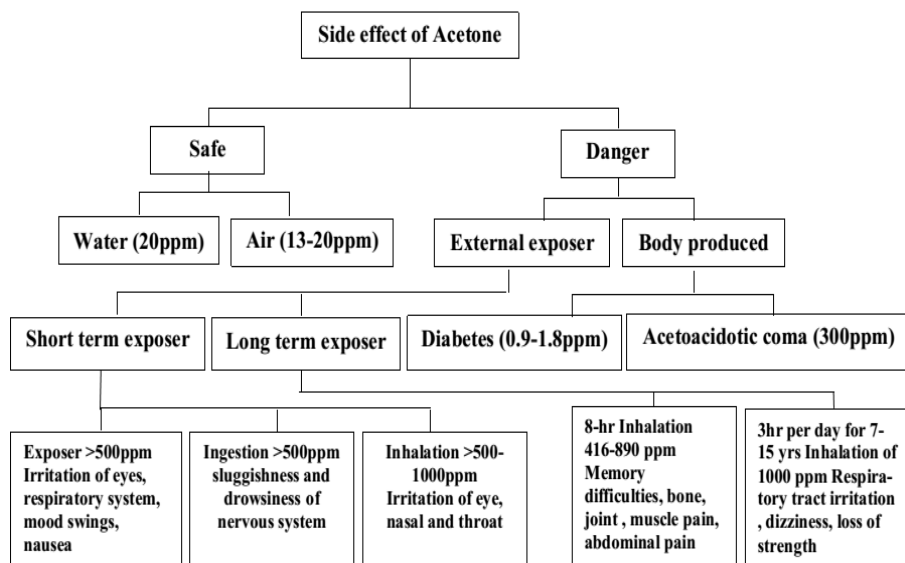 Side effect of Acetone
Safe
Danger
Water (20ppm)
Air (13-20ppm)
External exposer
Body produced
Short term exposer
Long term exposer
Diabetes (0.9-1.8ppm)
Acetoacidotic coma (300ppm)
Exposer >500ppm
Irritation of eyes,
respiratory system,
mood swings,
nausea
Ingestion >500ppm
sluggishness and
drowsiness of
nervous system
Inhalation >500-
1000ppm
Irritation of eye,
nasal and throat
8-hr Inhalation
416-890 ppm
Memory
difficulties, bone,
joint , muscle pain,
abdominal pain
3hr per day for 7-
15 yrs Inhalation of
1000 ppm Respira-
tory tract irritation
, dizziness, loss of
strength